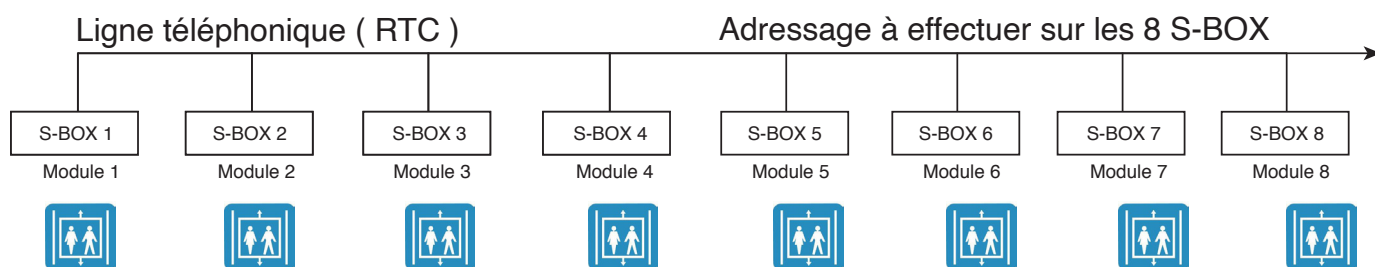 Ligne téléphonique ( RTC ) Adressage à effectuer sur les 8 S-BOX
S-BOX 1 S-BOX 2 S-BOX 3 S-BOX 4 S-BOX 5 S-BOX 6 S-BOX 7 S-BOX 8
Module 1 Module 2 Module 3 Module 4 Module 5 Module 6 Module 7 Module 8